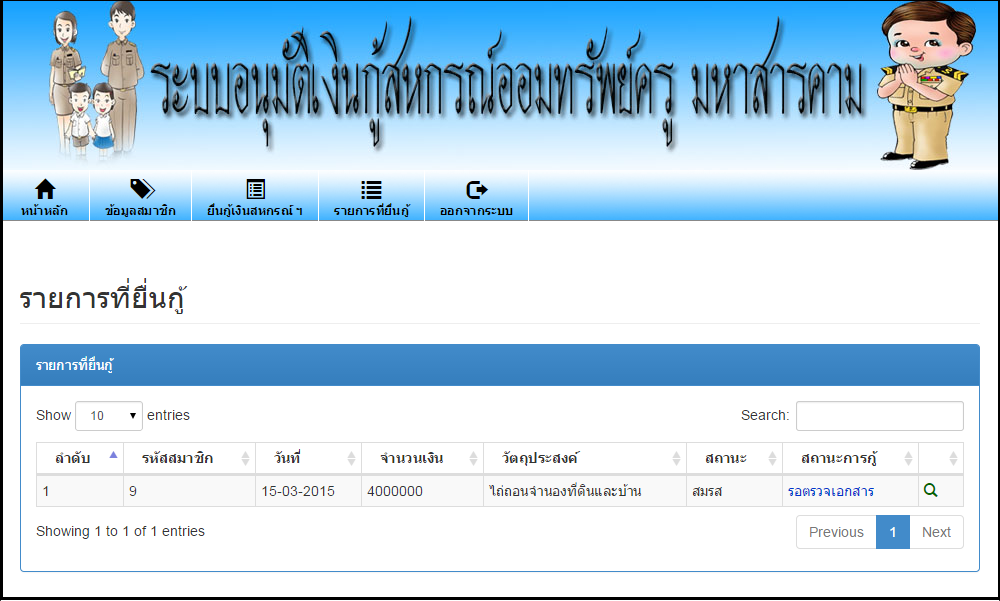 ระบบอนุมัติเงินกู้สหกรณ์ออมทรัพย์ครู มหาสารคาม
หน้าหลัก ข้อมูลสมาชิก ยื่นกู้เงินสหกรณ์ ฯ รายการที่ยื่นกู้ ออกจากระบบ
รายการที่ยื่นกู้
รายการที่ยื่นกู้
Show 10 entries Search:
ลำดับ รหัสสมาชิก วันที่ จำนวนเงิน วัตถุประสงค์ สถานะ สถานะการกู้
1 9 15-03-2015 4000000 ไถ่ถอนจำนองที่ดินและบ้าน สมรส รอตรวจเอกสาร
Showing 1 to 1 of 1 entries Previous 1 Next